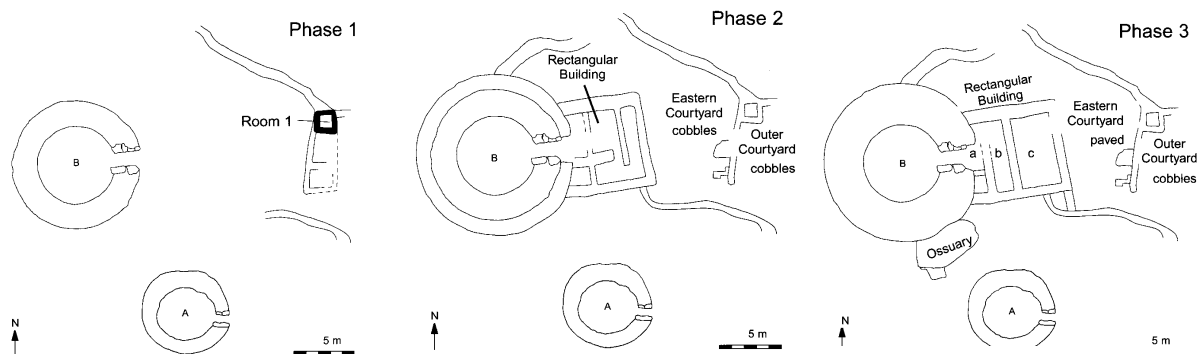 Phase 1
Room 1
B
A
N
5 m
Phase 2
Rectangular
Building
Eastern
Courtyard
cobbles
Outer
Courtyard
cobbles
B
A
N
5 m
Phase 3
Rectangular
Building
Eastern
Courtyard
paved
Outer
Courtyard
cobbles
B
a
b
c
Ossuary
A
N
5 m